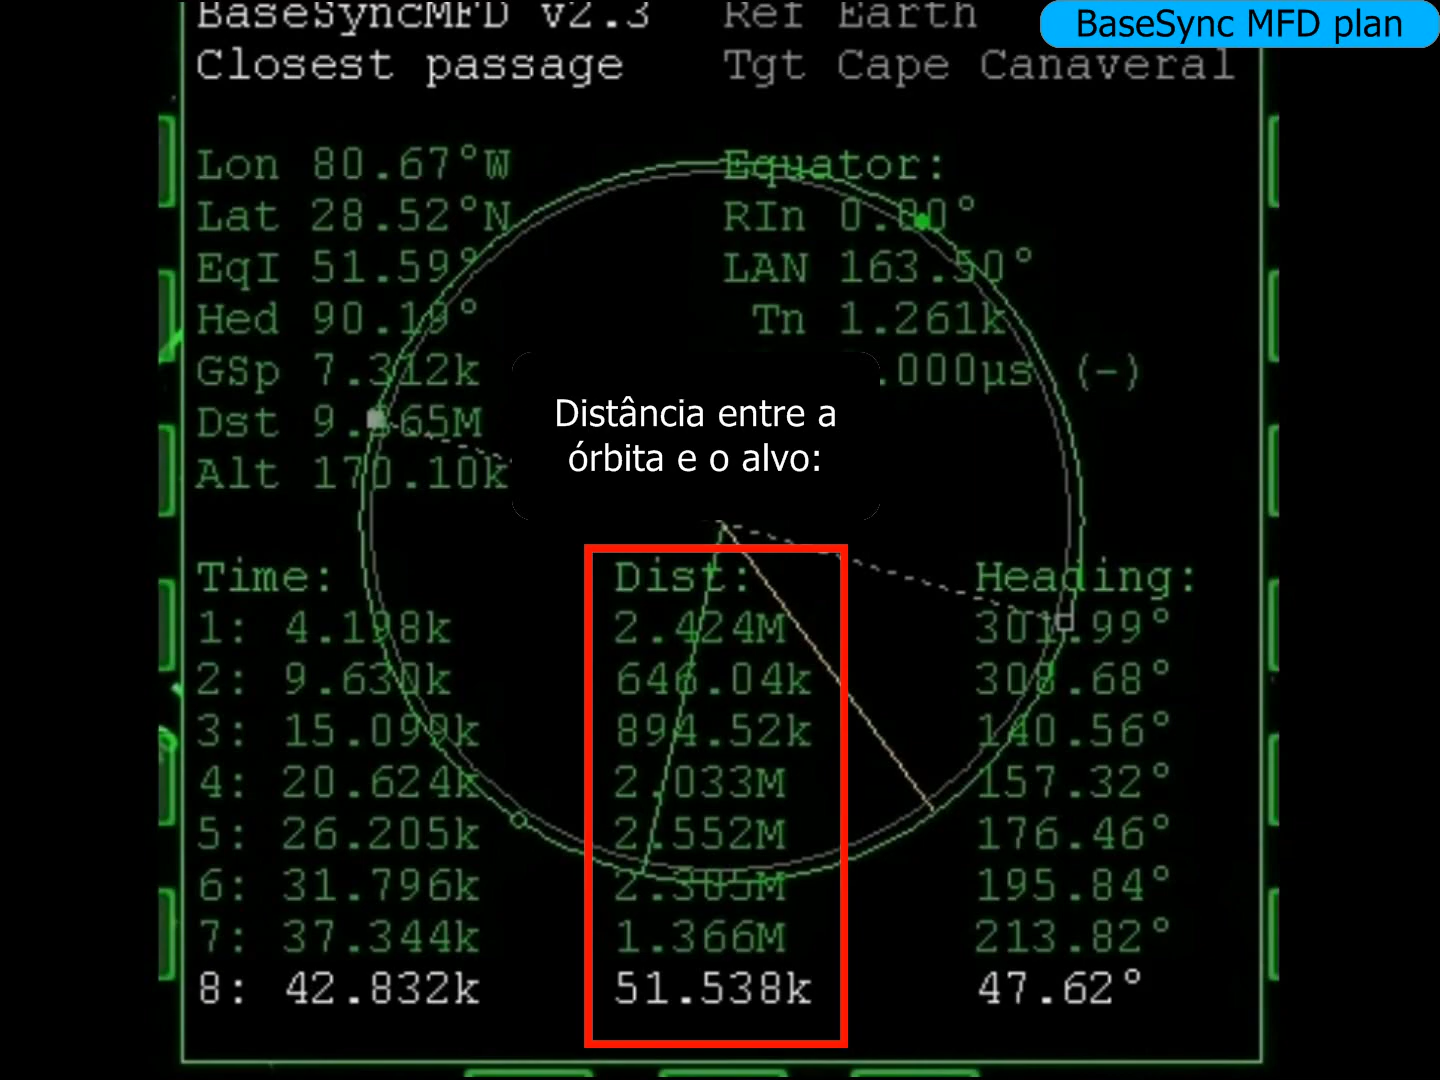 BaseSyncMFD v2.3 Ref Earth
BaseSync MFD plan
Closest passage Tgt Cape Canaveral
Lon 80.67°W Equator:
Lat 28.52°N RIn 0.80°
EqI 51.59° LAN 163.50°
Hed 90.19° Tn 1.261k
GSp 7.312k .000µs (-)
Dst
Alt 170.10k
Distância entre a
órbita e o alvo:
Time: Dist: Heading:
1: 4.198k 2.424M 301.99°
2: 9.630k 646.04k 308.68°
3: 15.099k 894.52k 140.56°
4: 20.624k 2.033M 157.32°
5: 26.205k 2.552M 176.46°
6: 31.796k 195.84°
7: 37.344k 1.366M 213.82°
8: 42.832k 51.538k 47.62°